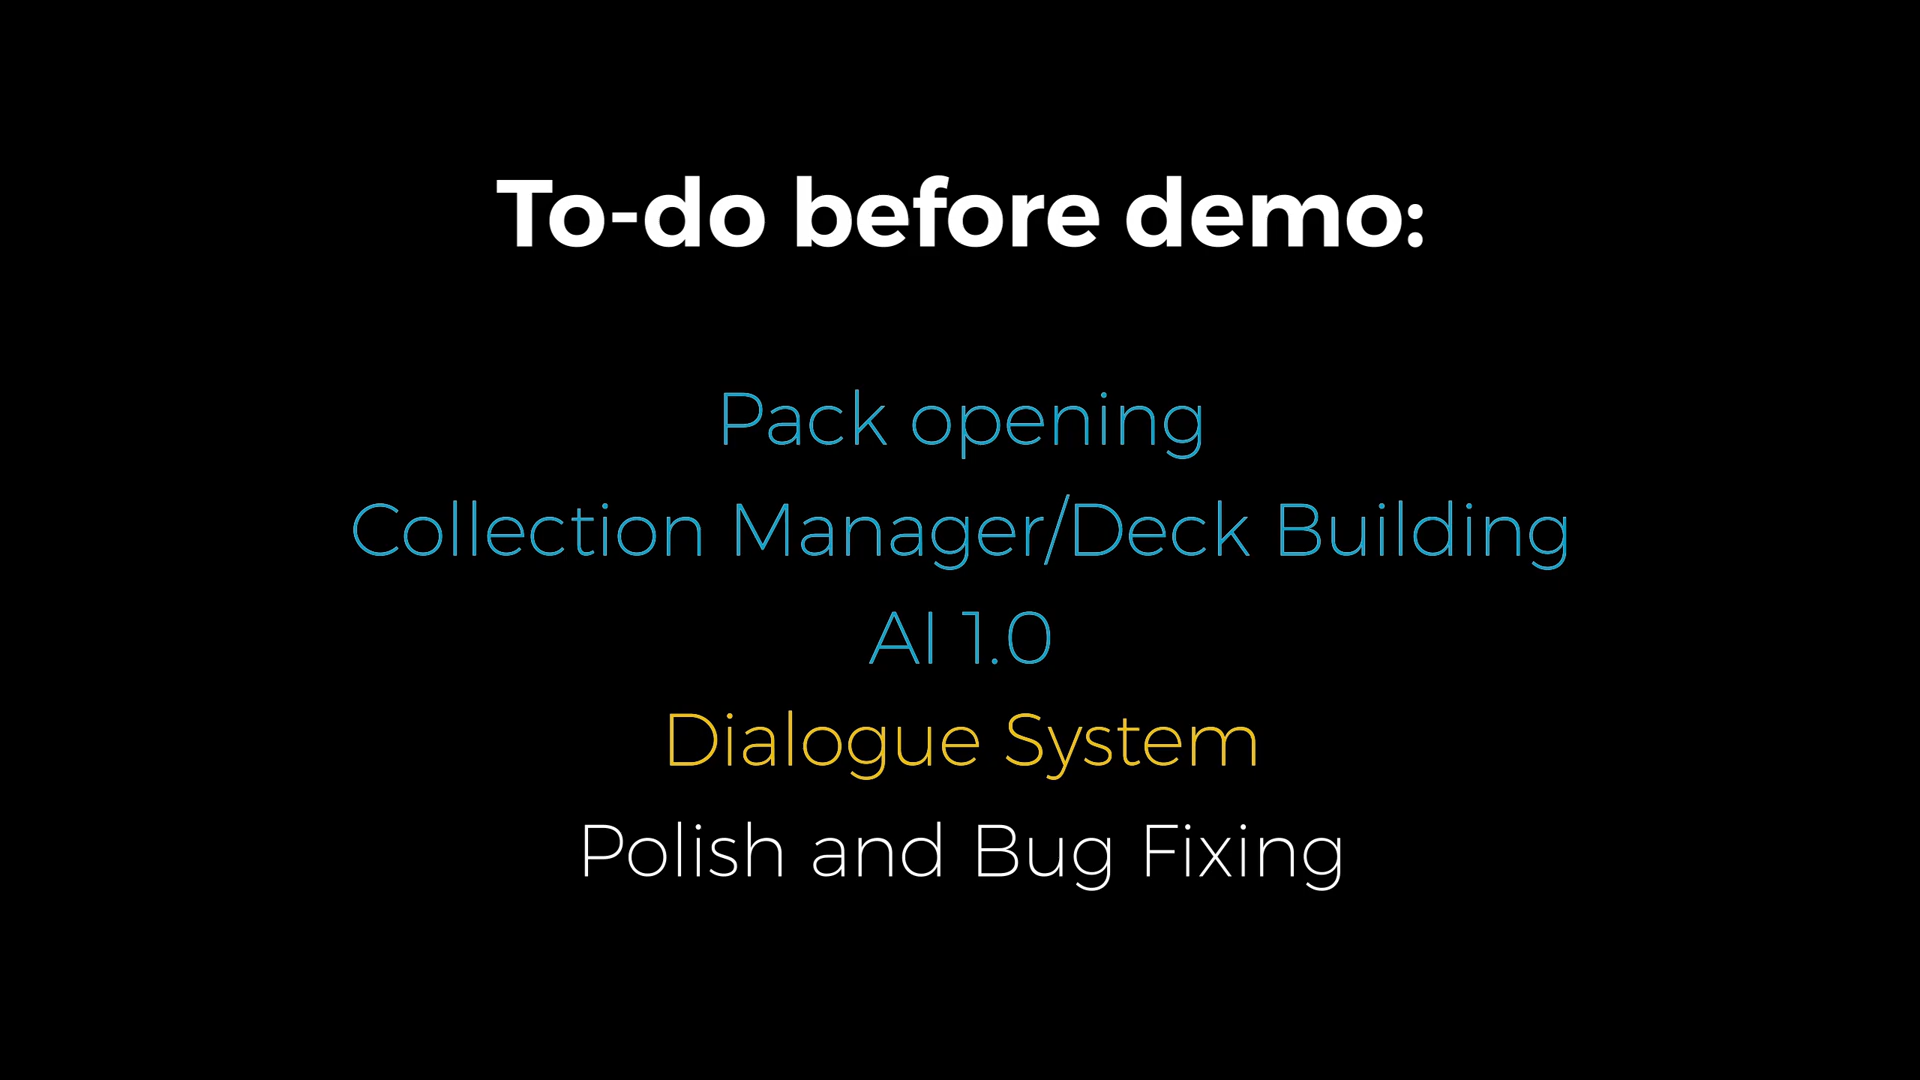 To-do before demo:
Pack opening
Collection Manager/Deck Building
AI 1.0
Dialogue System
Polish and Bug Fixing